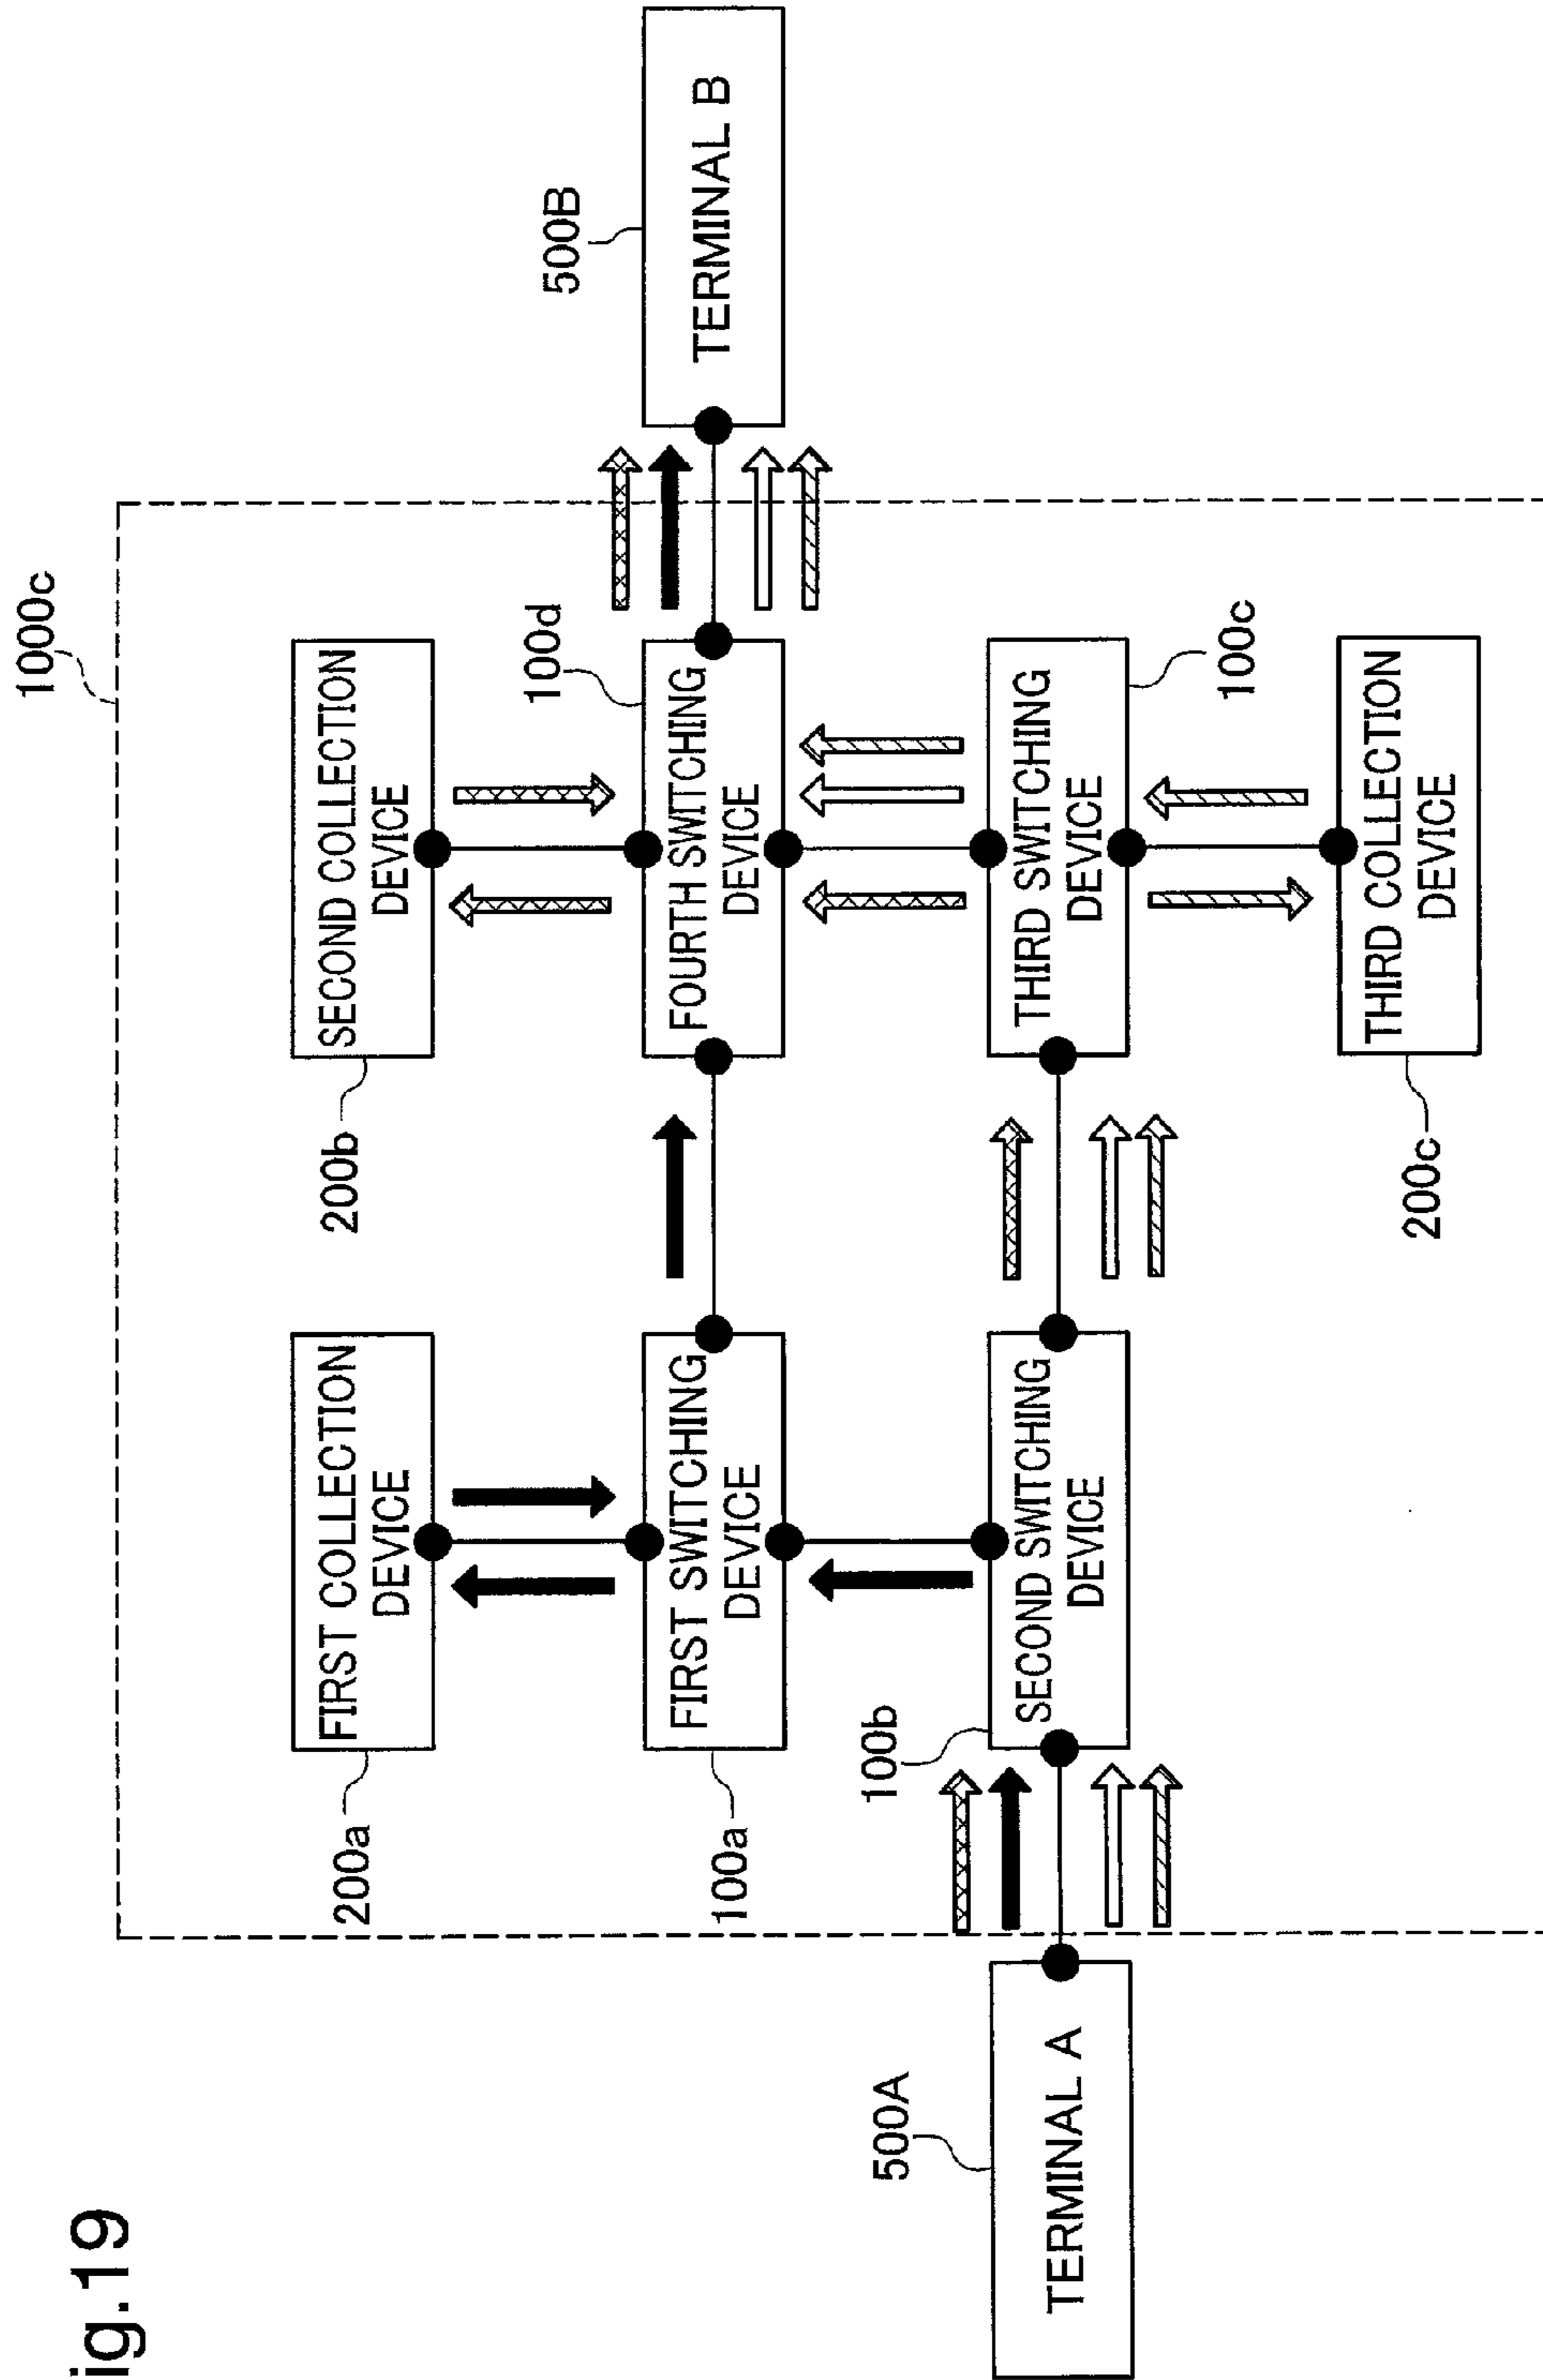 ig.19
1000c
FIRST COLLECTION
DEVICE
200a
SECOND COLLECTION
DEVICE
200b
FIRST SWITCHING
DEVICE
100a
FOURTH SWITCHING
DEVICE
100d
TERMINAL B
500B
TERMINAL A
500A
SECOND SWITCHING
DEVICE
100b
THIRD SWITCHING
DEVICE
100c
THIRD COLLECTION
DEVICE
200c